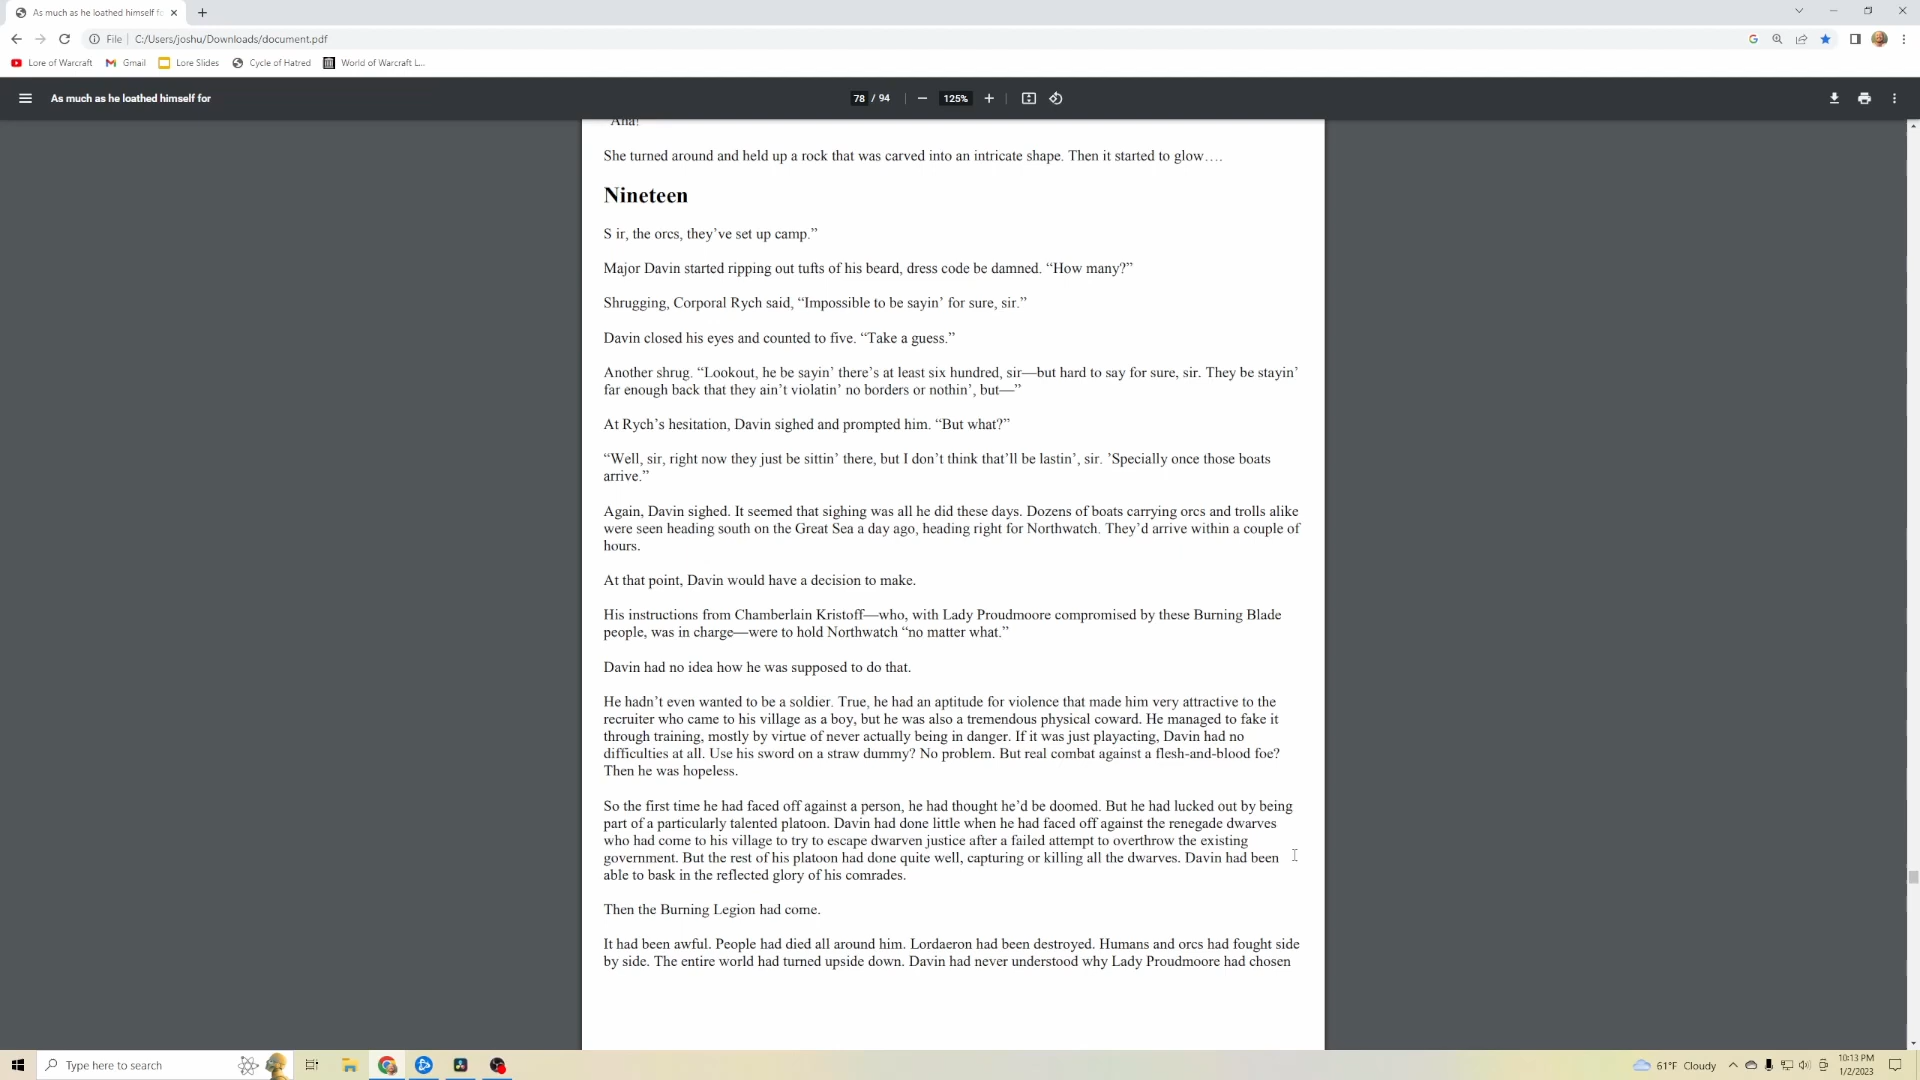 As much as he loathed himself fo
File
C:/Users/joshu/Downloads/document.pdf
Lore of Warcraft
Gmail
Lore Slides
Cycle of Hatred
World of Warcraft L...
As much as he loathed himself for
78 / 94
125%
"Aha!
She turned around and held up a rock that was carved into an intricate shape. Then it started to glow….
Nineteen
S ir, the orcs, they’ve set up camp.”
Major Davin started ripping out tufts of his beard, dress code be damned. “How many?”
Shrugging, Corporal Rych said, “Impossible to be sayin’ for sure, sir.”
Davin closed his eyes and counted to five. “Take a guess.”
Another shrug. “Lookout, he be sayin’ there’s at least six hundred, sir—but hard to say for sure, sir. They be stayin’
far enough back that they ain’t violatin’ no borders or nothin’, but—”
At Rych’s hesitation, Davin sighed and prompted him. “But what?”
“Well, sir, right now they just be sittin’ there, but I don’t think that’ll be lastin’, sir. ’Specially once those boats
arrive.”
Again, Davin sighed. It seemed that sighing was all he did these days. Dozens of boats carrying orcs and trolls alike
were seen heading south on the Great Sea a day ago, heading right for Northwatch. They’d arrive within a couple of
hours.
At that point, Davin would have a decision to make.
His instructions from Chamberlain Kristoff—who, with Lady Proudmoore compromised by these Burning Blade
people, was in charge—were to hold Northwatch “no matter what.”
Davin had no idea how he was supposed to do that.
He hadn’t even wanted to be a soldier. True, he had an aptitude for violence that made him very attractive to the
recruiter who came to his village as a boy, but he was also a tremendous physical coward. He managed to fake it
through training, mostly by virtue of never actually being in danger. If it was just playacting, Davin had no
difficulties at all. Use his sword on a straw dummy? No problem. But real combat against a flesh-and-blood foe?
Then he was hopeless.
So the first time he had faced off against a person, he had thought he’d be doomed. But he had lucked out by being
part of a particularly talented platoon. Davin had done little when he had faced off against the renegade dwarves
who had come to his village to try to escape dwarven justice after a failed attempt to overthrow the existing
government. But the rest of his platoon had done quite well, capturing or killing all the dwarves. Davin had been
able to bask in the reflected glory of his comrades.
Then the Burning Legion had come.
It had been awful. People had died all around him. Lordaeron had been destroyed. Humans and orcs had fought side
by side. The entire world had turned upside down. Davin had never understood why Lady Proudmoore had chosen
Type here to search
61°F Cloudy
10:13 PM
1/2/2023